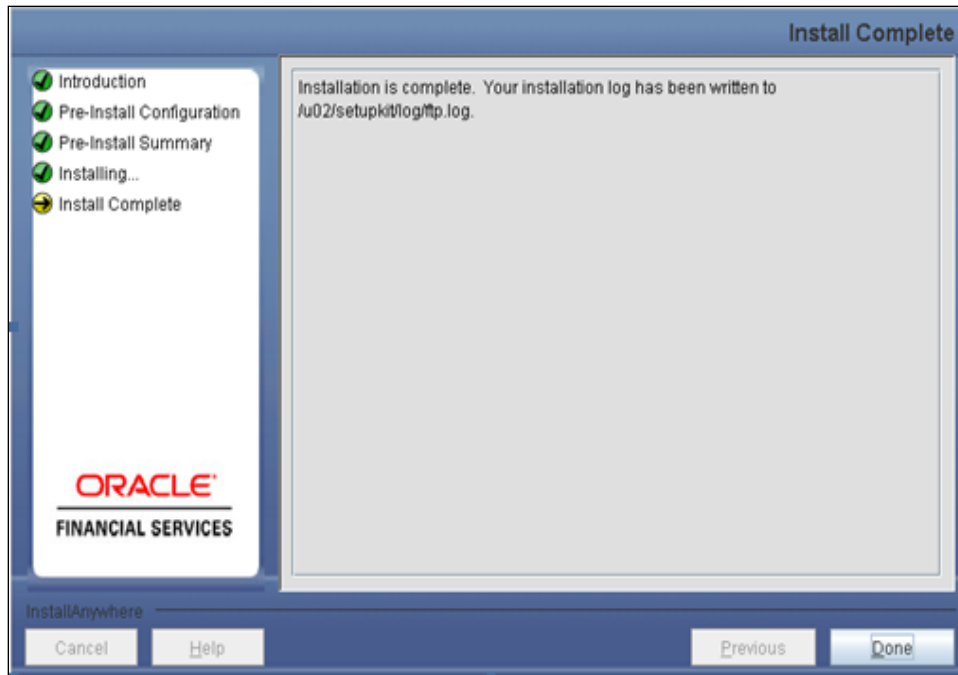 Install Complete
Introduction
Pre-Install Configuration
Pre-Install Summary
Installing...
Install Complete
Installation is complete. Your installation log has been written to
/u02/setupkit/log/ftp.log.
ORACLE
FINANCIAL SERVICES
InstallAnywhere
Cancel
Help
Previous
Done